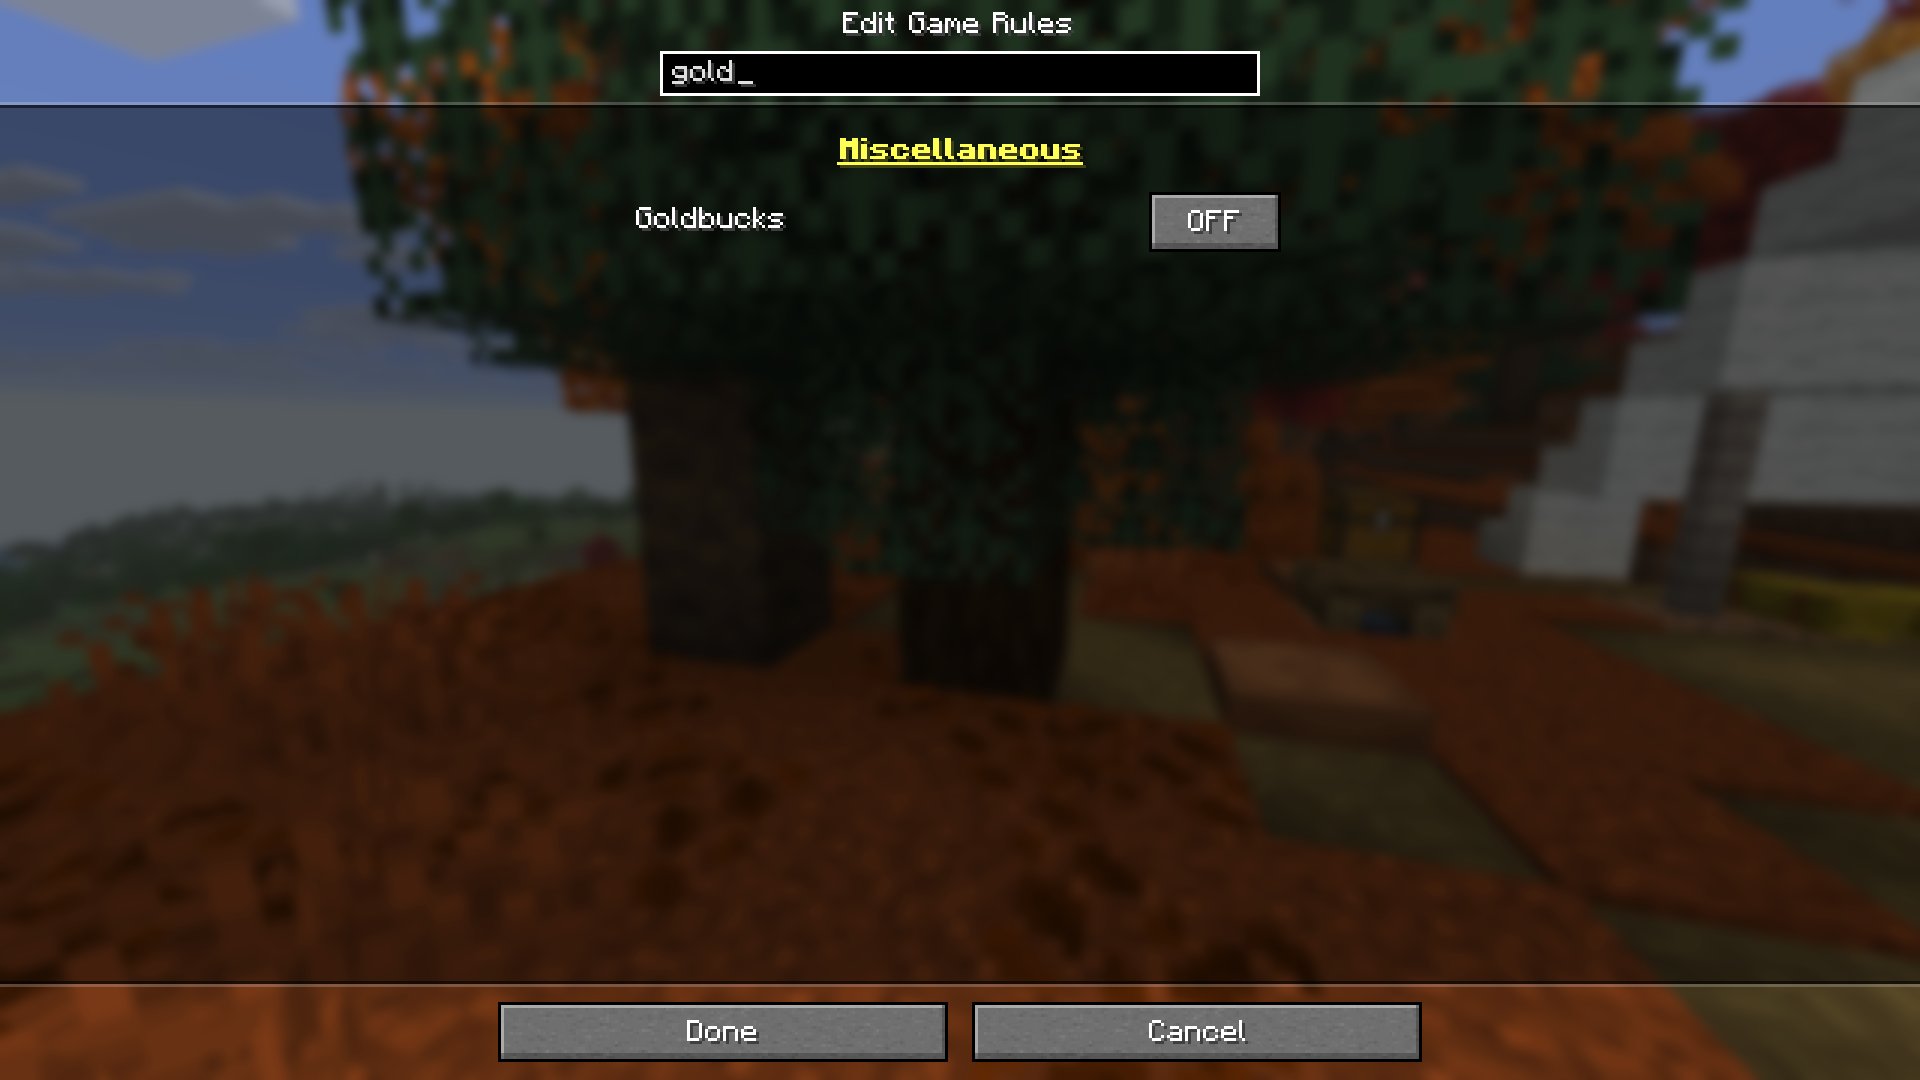 Edit Game Rules
gold_
Miscellaneous
Goldbucks
OFF
Done
Cancel